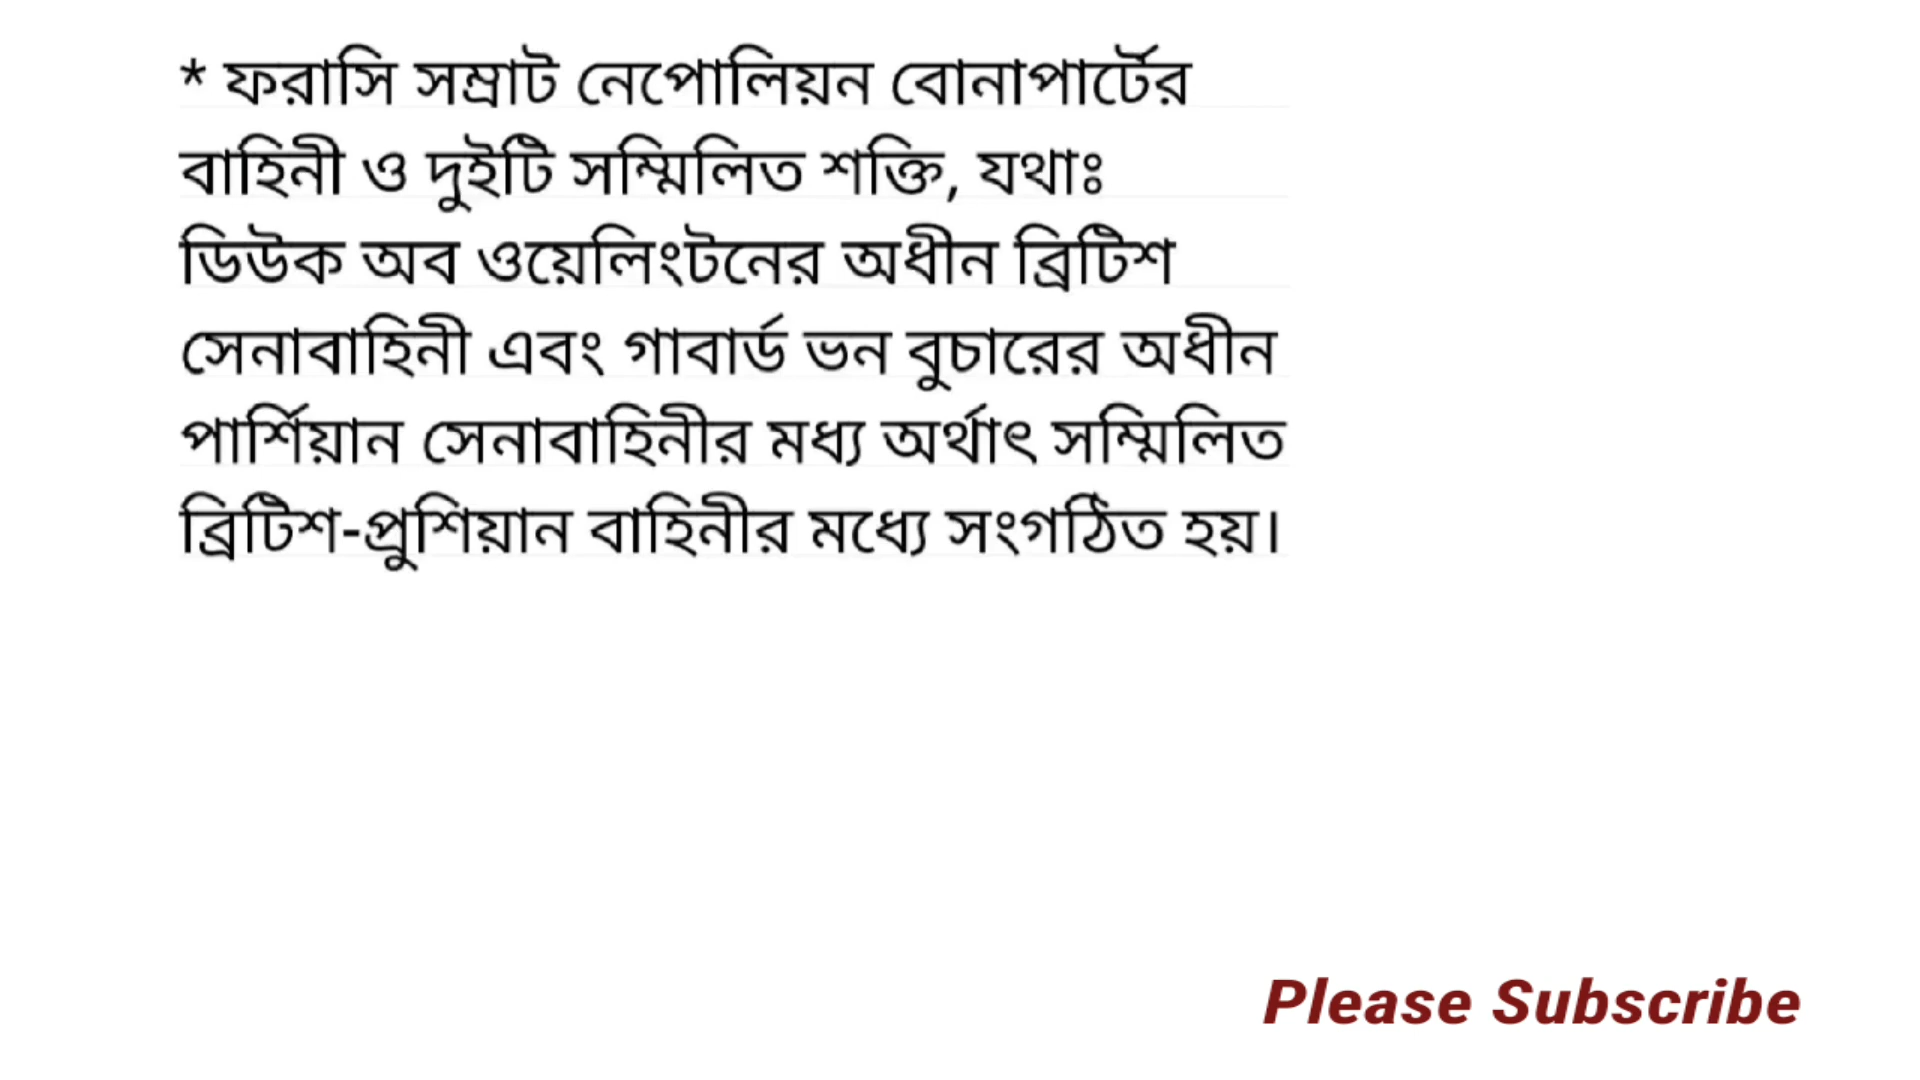 * ফরাসি সম্রাট নেপোলিয়ন বোনাপার্টের
বাহিনী ও দুইটি সম্মিলিত শক্তি, যথাঃ
ডিউক অব ওয়েলিংটনের অধীন ব্রিটিশ
সেনাবাহিনী এবং গাবার্ড ভন বুচারের অধীন
পার্শিয়ান সেনাবাহিনীর মধ্য অর্থাৎ সম্মিলিত
ব্রিটিশ-প্রুশিয়ান বাহিনীর মধ্যে সংগঠিত হয়।
Please Subscribe